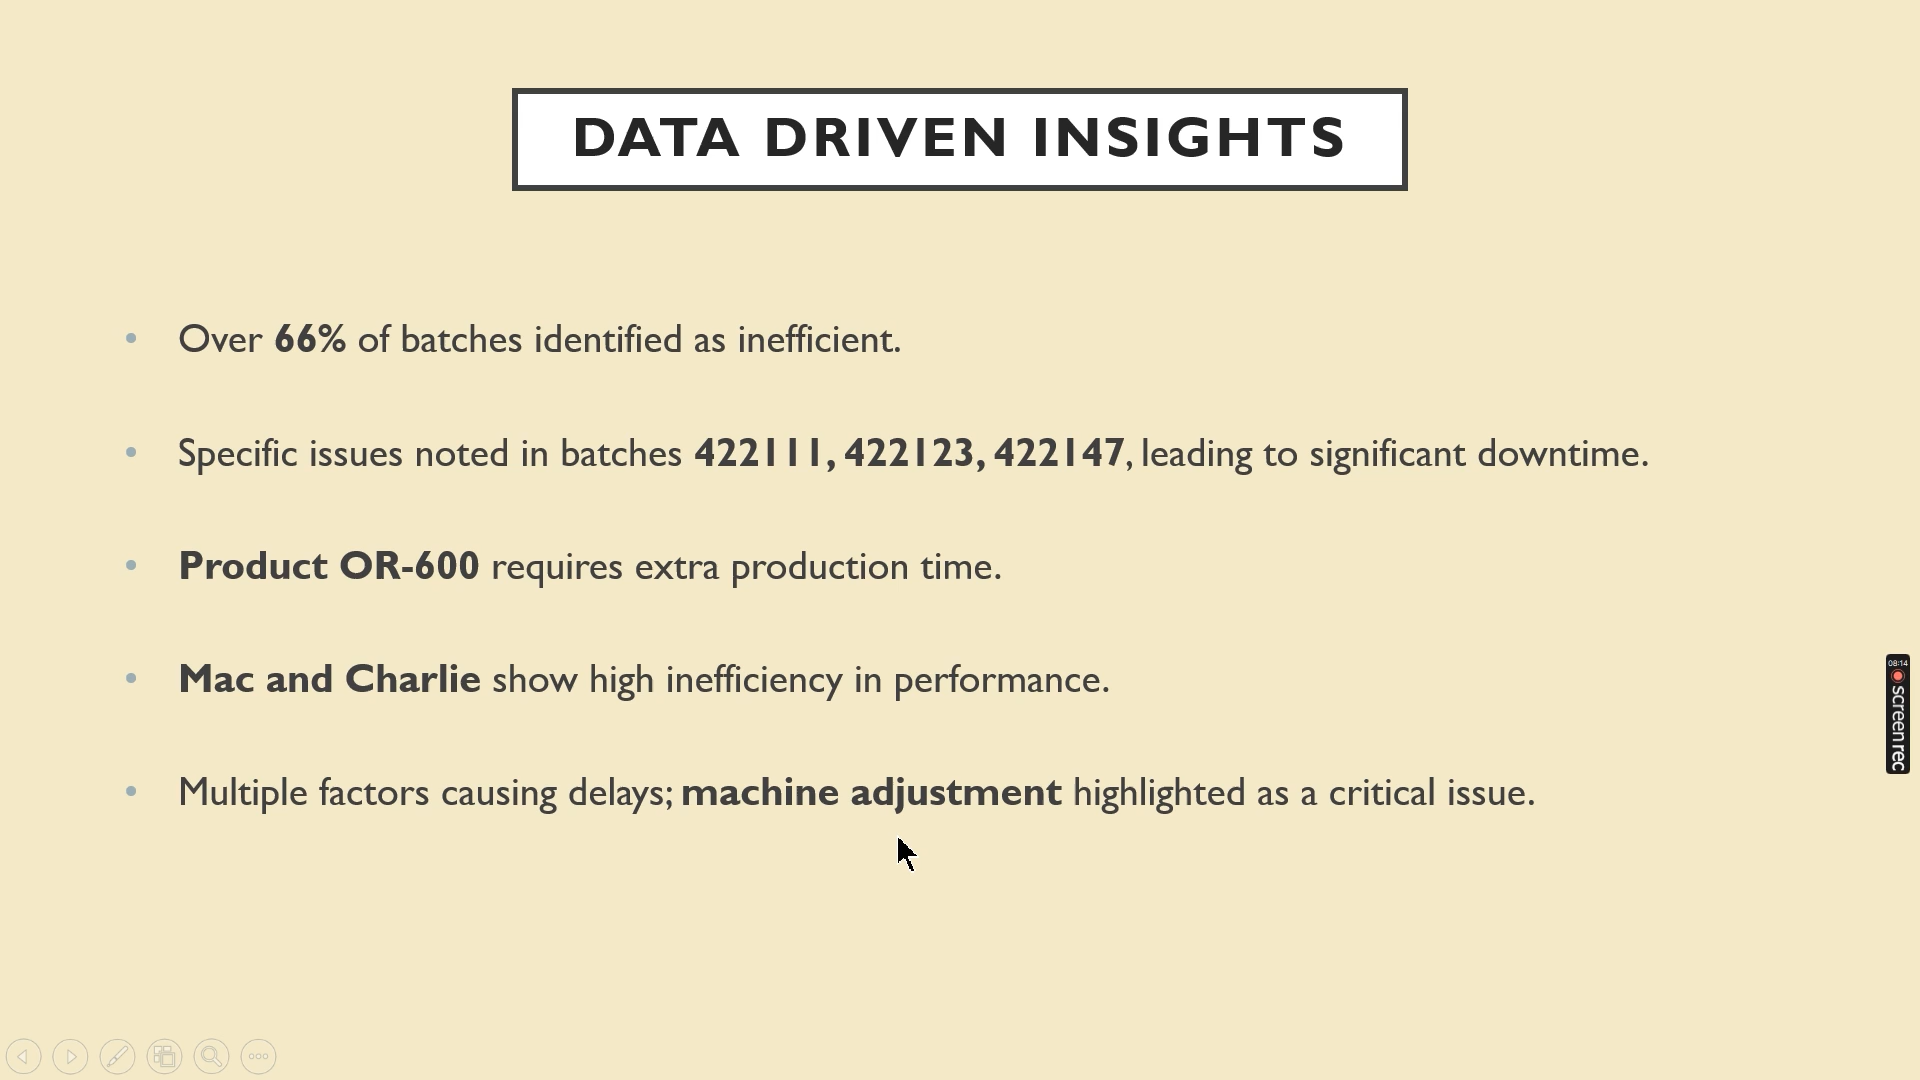 DATA DRIVEN INSIGHTS
• Over 66% of batches identified as inefficient.
• Specific issues noted in batches 422111, 422123, 422147, leading to significant downtime.
• Product OR-600 requires extra production time.
• Mac and Charlie show high inefficiency in performance.
• Multiple factors causing delays; machine adjustment highlighted as a critical issue.
08:14
screenrec